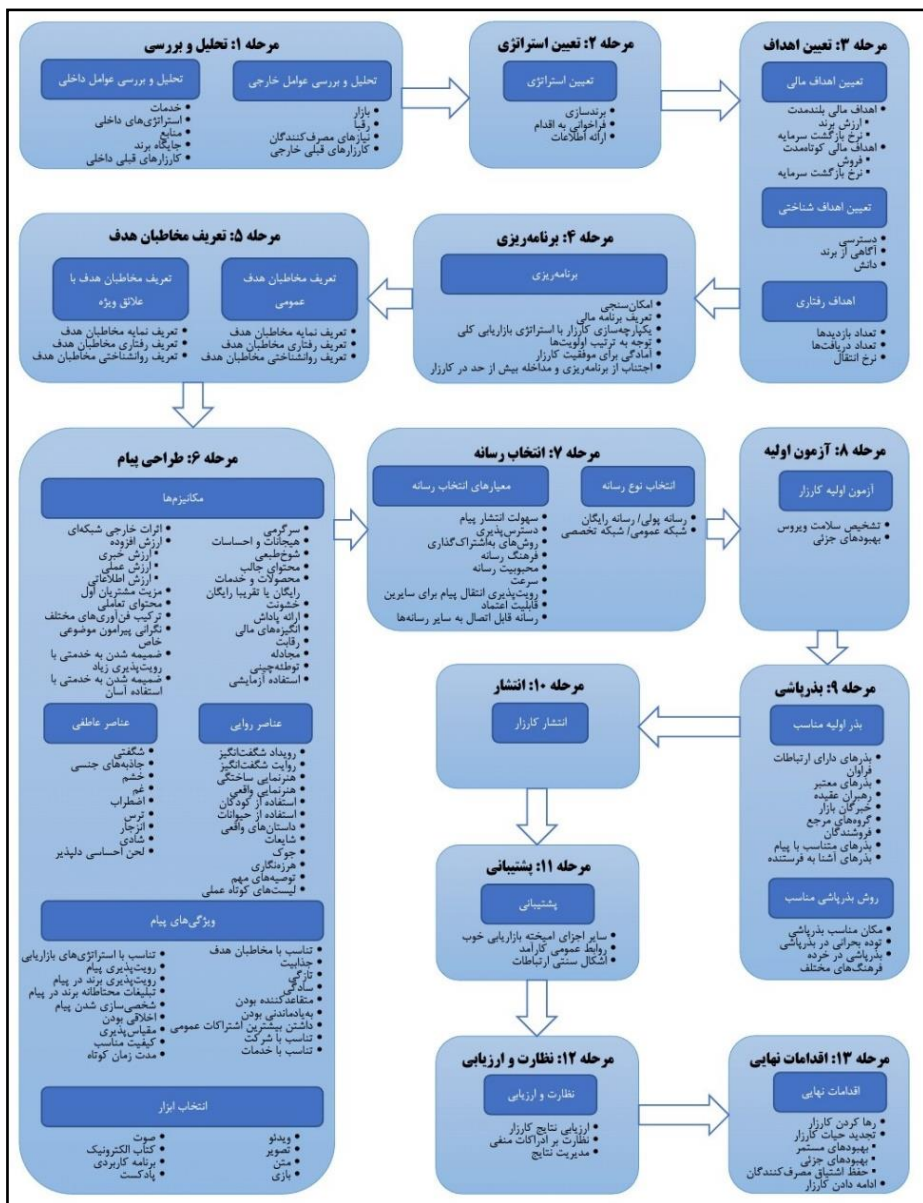 مرحله ۱: تحلیل و بررسی
تحلیل و بررسی عوامل خارجی
بازار
رقبا
نیازهای مصرف‌کنندگان
کارزارهای قبلی خارجی
تحلیل و بررسی عوامل داخلی
خدمات
استراتژی‌های داخلی
منابع
جایگاه برند
کارزارهای قبلی داخلی
مرحله ۲: تعیین استراتژی
تعیین استراتژی
برندسازی
فراخوانی به اقدام
ارائه اطلاعات
مرحله ۳: تعیین اهداف
تعیین اهداف مالی
اهداف مالی بلندمدت
ارزش برند
نرخ بازگشت سرمایه
اهداف مالی کوتاه‌مدت
فروش
نرخ بازگشت سرمایه
تعیین اهداف شناختی
دسترسی
آگاهی از برند
دانش
اهداف رفتاری
تعداد بازدیدها
تعداد دریافت‌ها
نرخ انتقال
مرحله ۴: برنامه‌ریزی
برنامه‌ریزی
امکان‌سنجی
تعریف برنامه مالی
یکپارچه‌سازی کارزار با استراتژی بازاریابی کلی
توجه به ترتیب اولویت‌ها
آمادگی برای موفقیت کارزار
اجتناب از برنامه‌ریزی و مداخله بیش از حد در کارزار
مرحله ۵: تعریف مخاطبان هدف
تعریف مخاطبان هدف
عمومی
تعریف نمایه مخاطبان هدف
تعریف رفتاری مخاطبان هدف
تعریف روانشناختی مخاطبان هدف
تعریف مخاطبان هدف با
علائق ویژه
تعریف نمایه مخاطبان هدف
تعریف رفتاری مخاطبان هدف
تعریف روانشناختی مخاطبان هدف
مرحله ۶: طراحی پیام
مکانیزم‌ها
سرگرمی
هیجانات و احساسات
شوخ‌طبعی
محتوای جالب
محصولات و خدمات
رایگان یا تقریبا رایگان
خشونت
ارائه پاداش
انگیزه‌های مالی
رقابت
مجادله
توطئه‌چینی
استفاده آزمایشی
اثرات خارجی شبکه‌ای
ارزش افزوده
ارزش خبری
ارزش عملی
ارزش اطلاعاتی
مزیت مشتریان اول
محتوای تعاملی
ترکیب فن‌آوری‌های مختلف
نگرانی پیرامون موضوعی
خاص
ضمیمه شدن به خدمتی با
رویت‌پذیری زیاد
ضمیمه شدن به خدمتی با
استفاده آسان
عناصر روایی
رویداد شگفت‌انگیز
روایت شگفت‌انگیز
هنرنمایی ساختگی
هنرنمایی واقعی
استفاده از کودکان
استفاده از حیوانات
داستان‌های واقعی
شایعات
جوک
هرزه‌نگاری
توصیه‌های مهم
لیست‌های کوتاه عملی
عناصر عاطفی
شگفتی
جاذبه‌های جنسی
خشم
غم
اضطراب
ترس
انزجار
شادی
لحن احساسی دلپذیر
ویژگی‌های پیام
تناسب با مخاطبان هدف
جذابیت
تازگی
سادگی
متقاعدکننده بودن
به‌یادماندنی بودن
داشتن بیشترین اشتراکات عمومی
تناسب با شرکت
تناسب با خدمات
تناسب با استراتژی‌های بازاریابی
رویت‌پذیری پیام
رویت‌پذیری برند در پیام
تبلیغات محتاطانه برند در پیام
شخصی‌سازی شدن پیام
اخلاقی بودن
مقیاس‌پذیری
کیفیت مناسب
مدت زمان کوتاه
انتخاب ابزار
ویدئو
تصویر
متن
بازی
صوت
کتاب الکترونیک
برنامه کاربردی
پادکست
مرحله ۷: انتخاب رسانه
انتخاب نوع رسانه
رسانه پولی/ رسانه رایگان
شبکه عمومی/ شبکه تخصصی
معیارهای انتخاب رسانه
سهولت انتشار پیام
دسترس‌پذیری
روش‌های به‌اشتراک‌گذاری
فرهنگ رسانه
محبوبیت رسانه
سرعت
رویت‌پذیری انتقال پیام برای سایرین
قابلیت اعتماد
رسانه قابل اتصال به سایر رسانه‌ها
مرحله ۸: آزمون اولیه
آزمون اولیه کارزار
تشخیص سلامت ویروس
بهبودهای جزئی
مرحله ۹: بذرپاشی
بذر اولیه مناسب
بذرهای دارای ارتباطات
فراوان
بذرهای معتبر
رهبران عقیده
خبرگان بازار
گروه‌های مرجع
فروشندگان
بذرهای متناسب با پیام
بذرهای آشنا به فرستنده
روش بذرپاشی مناسب
مکان مناسب بذرپاشی
توده بحرانی در بذرپاشی
بذرپاشی در خرده
فرهنگ‌های مختلف
مرحله ۱۰: انتشار
انتشار کارزار
مرحله ۱۱: پشتیبانی
پشتیبانی
سایر اجزای آمیخته بازاریابی خوب
روابط عمومی کارآمد
اشکال سنتی ارتباطات
مرحله ۱۲: نظارت و ارزیابی
نظارت و ارزیابی
ارزیابی نتایج کارزار
نظارت بر ادراکات منفی
مدیریت نتایج
مرحله ۱۳: اقدامات نهایی
اقدامات نهایی
رها کردن کارزار
تجدید حیات کارزار
بهبودهای مستمر
بهبودهای جزئی
حفظ اشتیاق مصرف‌کنندگان
ادامه دادن کارزار